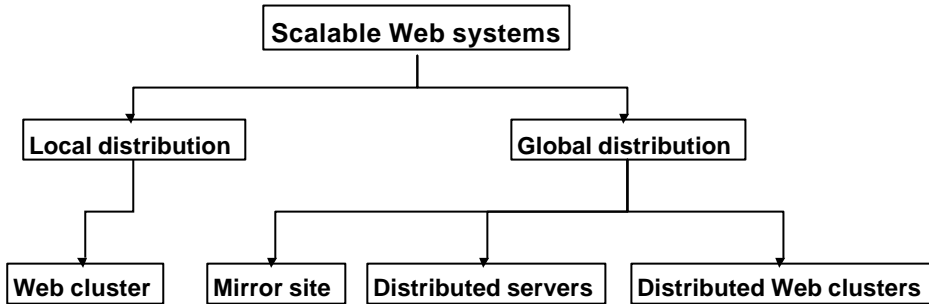 Scalable Web systems
Local distribution
Global distribution
Web cluster
Mirror site
Distributed servers
Distributed Web clusters